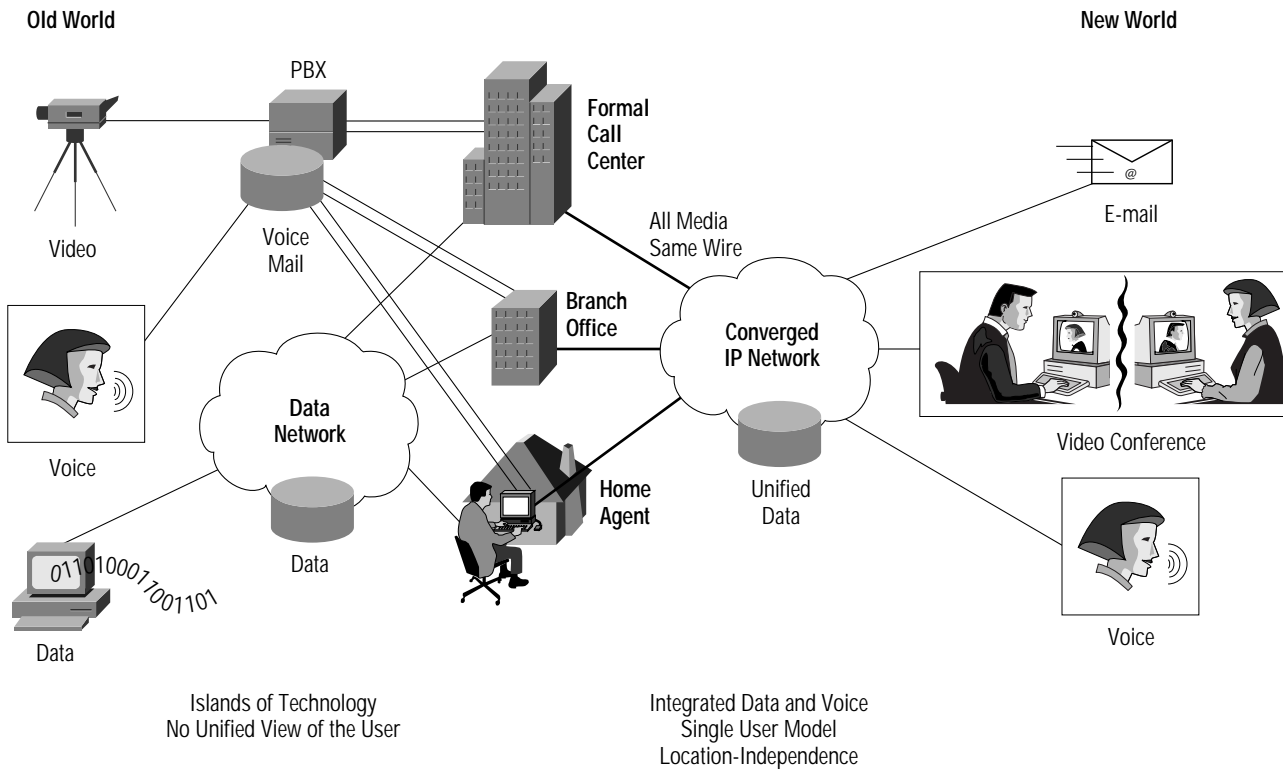 Old World
New World
PBX
Formal
Call
Center
@
E-mail
Video
Voice
Mail
All Media
Same Wire
Branch
Office
Converged
IP Network
Data
Network
Voice
Video Conference
Home
Agent
Unified
Data
Data
0110100017001101
Data
Voice
Islands of Technology
No Unified View of the User
Integrated Data and Voice
Single User Model
Location-Independence